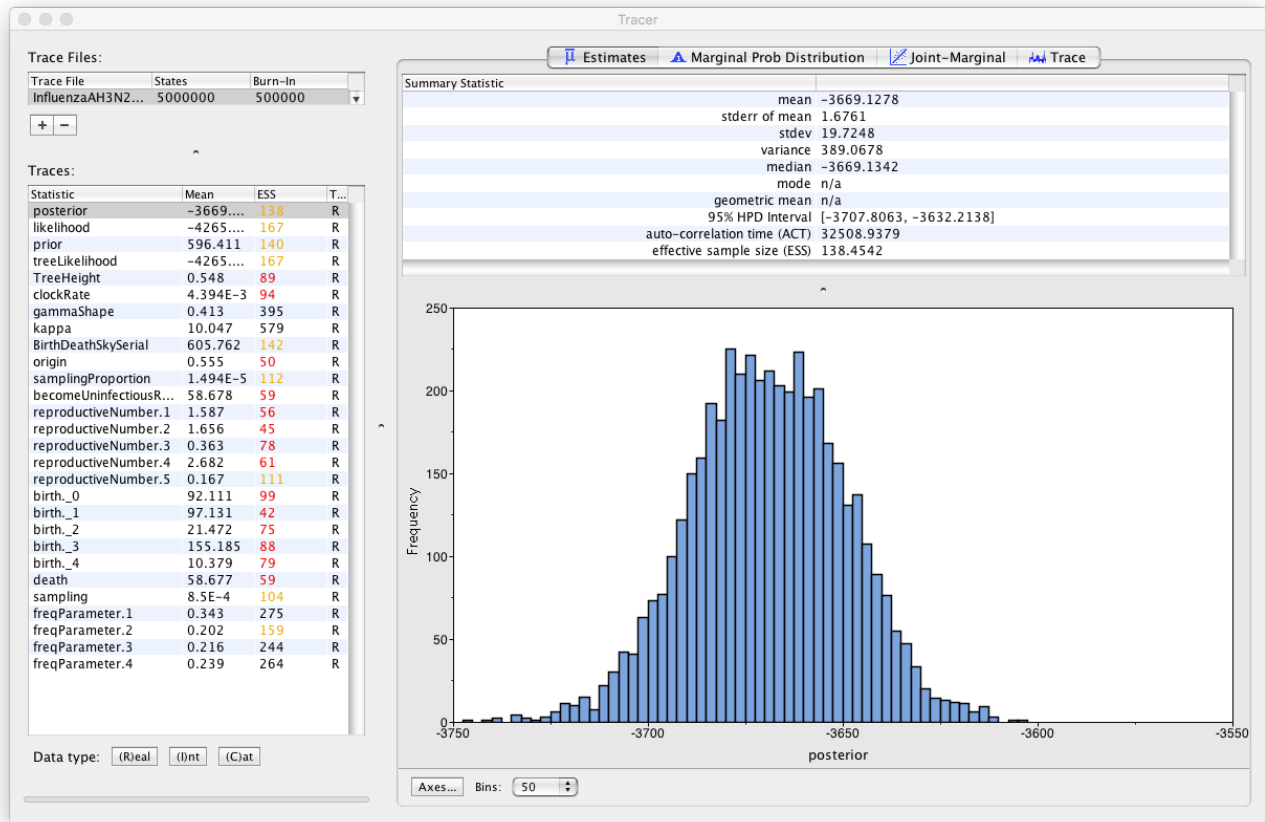 Tracer
Trace Files:
Trace File States Burn-In
InfluenzaAH3N2... 5000000 500000
+ −
Traces:
Statistic Mean ESS T...
posterior -3669.... 138 R
likelihood -4265.... 167 R
prior 596.411 140 R
treeLikelihood -4265.... 167 R
TreeHeight 0.548 89 R
clockRate 4.394E-3 94 R
gammaShape 0.413 395 R
kappa 10.047 579 R
BirthDeathSkySerial 605.762 142 R
origin 0.555 50 R
samplingProportion 1.494E-5 112 R
becomeUninfectiousR... 58.678 59 R
reproductiveNumber.1 1.587 56 R
reproductiveNumber.2 1.656 45 R
reproductiveNumber.3 0.363 78 R
reproductiveNumber.4 2.682 61 R
reproductiveNumber.5 0.167 111 R
birth._0 92.111 99 R
birth._1 97.131 42 R
birth._2 21.472 75 R
birth._3 155.185 88 R
birth._4 10.379 79 R
death 58.677 59 R
sampling 8.5E-4 104 R
freqParameter.1 0.343 275 R
freqParameter.2 0.202 159 R
freqParameter.3 0.216 244 R
freqParameter.4 0.239 264 R
Data type: (R)eal (I)nt (C)at
μ Estimates Marginal Prob Distribution Joint-Marginal Trace
Summary Statistic
mean -3669.1278
stderr of mean 1.6761
stdev 19.7248
variance 389.0678
median -3669.1342
mode n/a
geometric mean n/a
95% HPD Interval [-3707.8063, -3632.2138]
auto-correlation time (ACT) 32508.9379
effective sample size (ESS) 138.4542
250
200
150
100
50
0
Frequency
-3750 -3700 -3650 -3600 -3550
posterior
Axes... Bins: 50